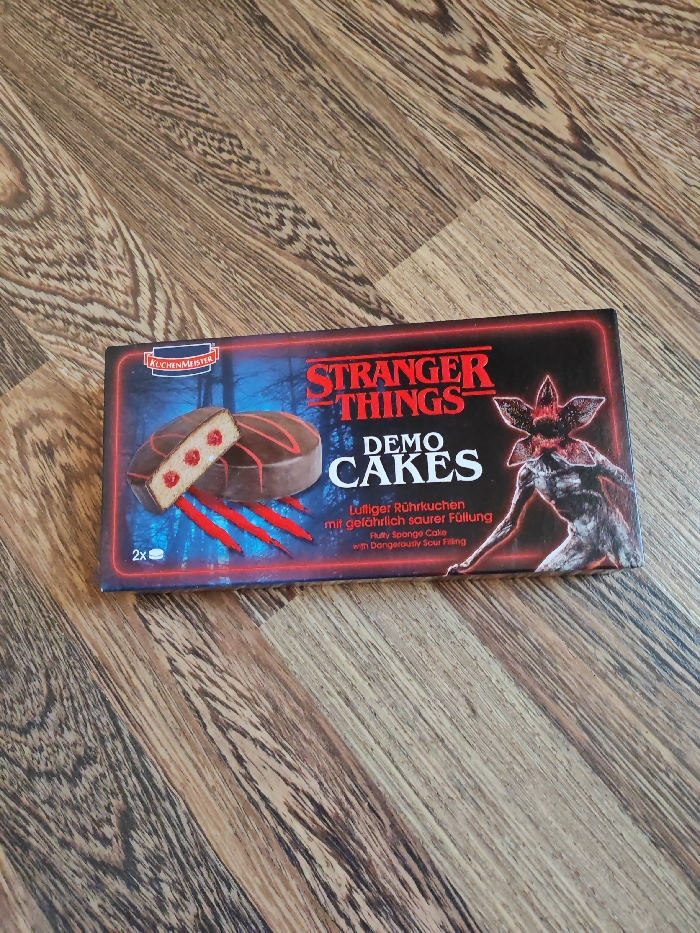 KUCHENMEISTER
STRANGER
THINGS
DEMO
CAKES
Luftiger Rührkuchen
mit gefährlich saurer Füllung
Fluffy Sponge Cake
with Dangerously Sour Filling
2x